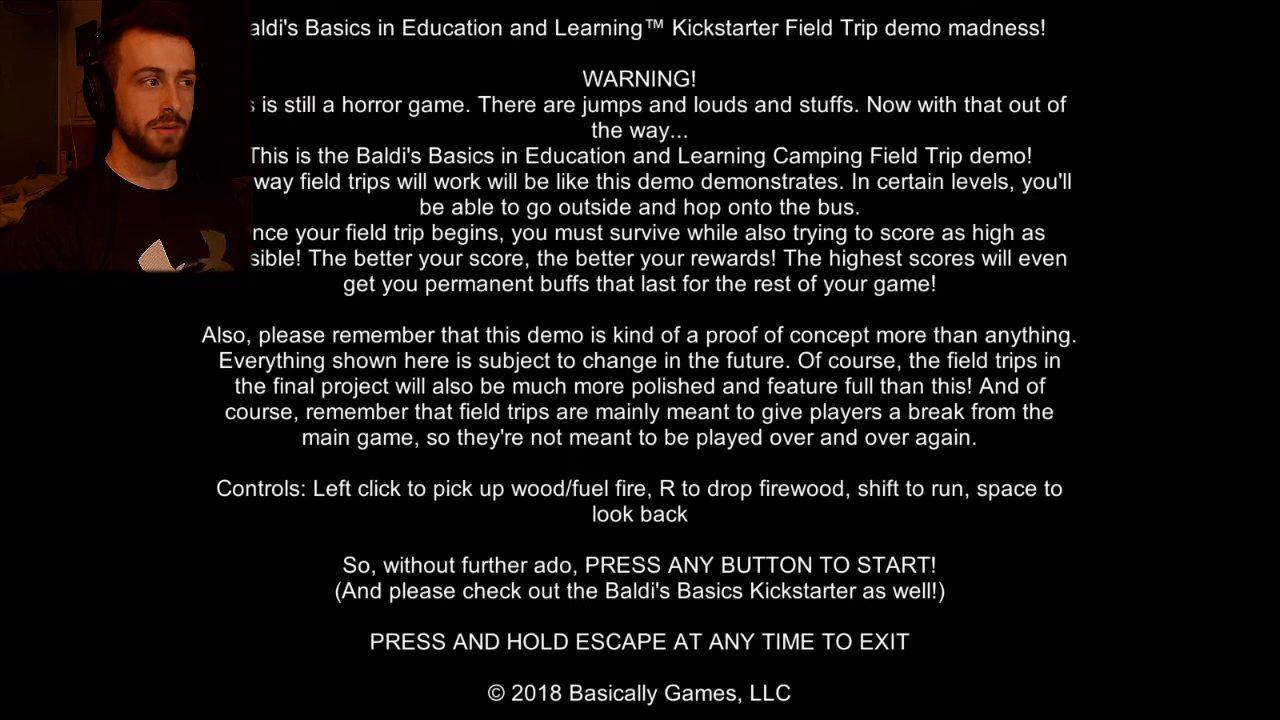 aldi's Basics in Education and Learning™ Kickstarter Field Trip demo madness!
WARNING!
is still a horror game. There are jumps and louds and stuffs. Now with that out of
the way...
This is the Baldi's Basics in Education and Learning Camping Field Trip demo!
way field trips will work will be like this demo demonstrates. In certain levels, you'll
be able to go outside and hop onto the bus.
nce your field trip begins, you must survive while also trying to score as high as
sible! The better your score, the better your rewards! The highest scores will even
get you permanent buffs that last for the rest of your game!
Also, please remember that this demo is kind of a proof of concept more than anything.
Everything shown here is subject to change in the future. Of course, the field trips in
the final project will also be much more polished and feature full than this! And of
course, remember that field trips are mainly meant to give players a break from the
main game, so they're not meant to be played over and over again.
Controls: Left click to pick up wood/fuel fire, R to drop firewood, shift to run, space to
look back
So, without further ado, PRESS ANY BUTTON TO START!
(And please check out the Baldi's Basics Kickstarter as well!)
PRESS AND HOLD ESCAPE AT ANY TIME TO EXIT
© 2018 Basically Games, LLC